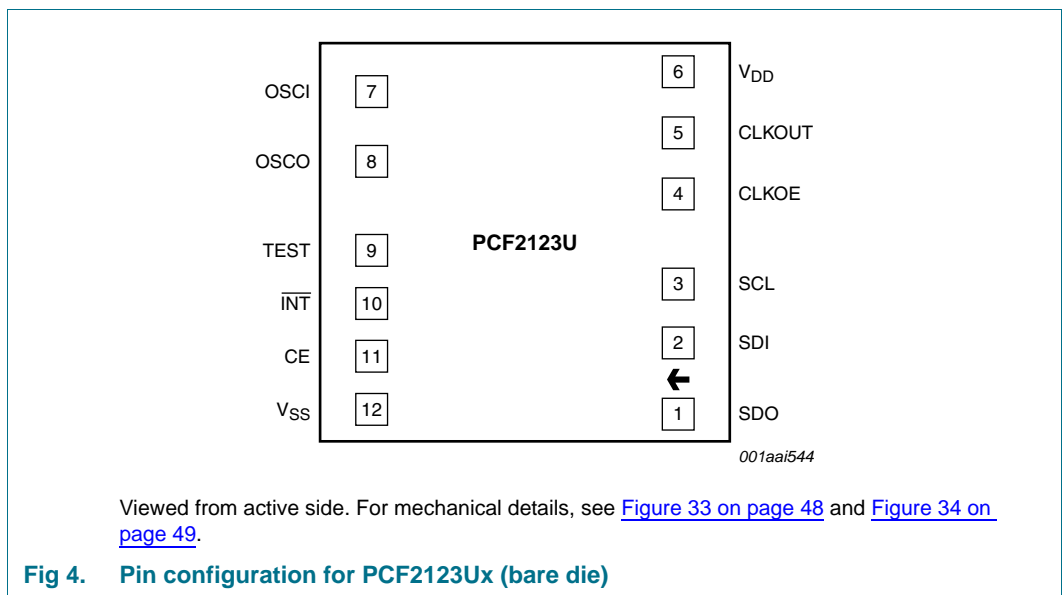 OSCI 7 6 VDD
5 CLKOUT
OSCO 8
4 CLKOE
TEST 9 PCF2123U
3 SCL
INT 10
2 SDI
CE 11
VSS 12 1 SDO
001aai544
Viewed from active side. For mechanical details, see Figure 33 on page 48 and Figure 34 on
page 49.
Fig 4. Pin configuration for PCF2123Ux (bare die)